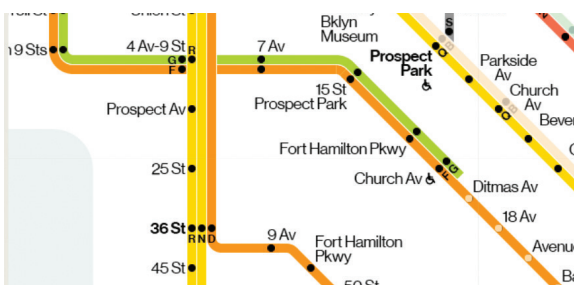 Bklyn
Museum
S
9 Sts
4 Av-9 St
R
7 Av
G
F
Prospect
Park
B
Q
Parkside
Av
15 St
Prospect Park
Church
Av
B
Q
Prospect Av
Fort Hamilton Pkwy
25 St
Church Av
G
F
Ditmas Av
18 Av
36 St
R N D
9 Av
Fort Hamilton
Pkwy
45 St